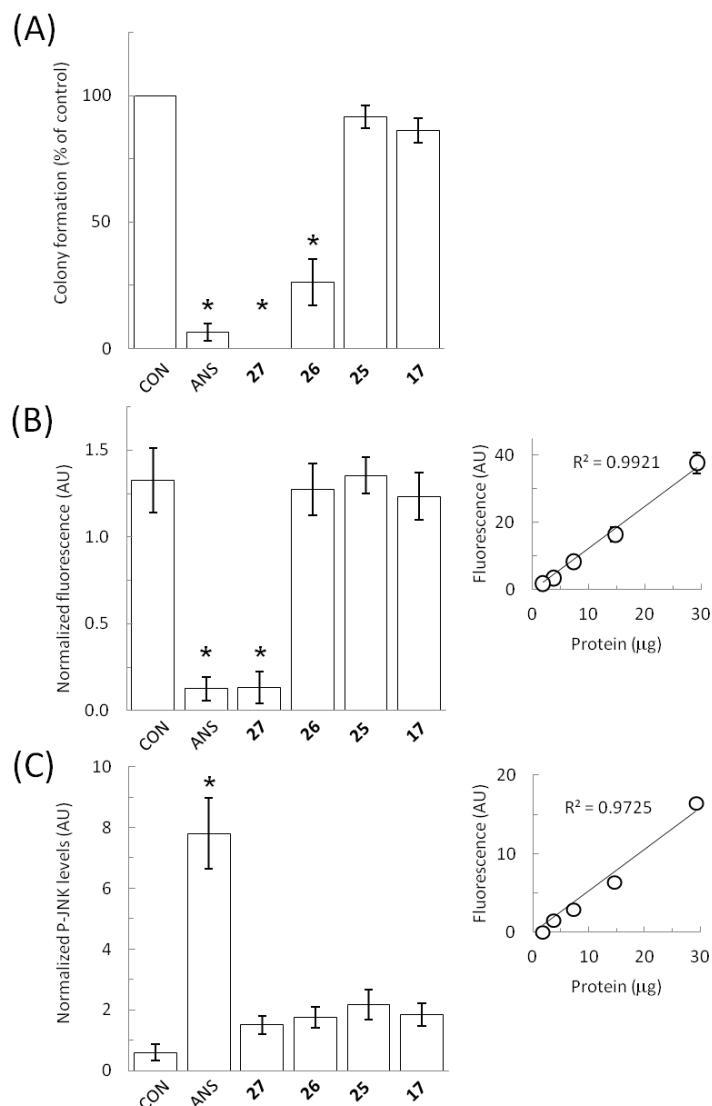 (A)
Colony formation (% of control)
100
50
0
*
*
*
CON
ANS
27
26
25
17
(B)
Normalized fluorescence (AU)
1.5
1.0
0.5
0.0
*
*
CON
ANS
27
26
25
17
Fluorescence (AU)
40
20
0
R² = 0.9921
0
10
20
30
Protein (μg)
(C)
Normalized P-JNK levels (AU)
10
8
6
4
2
0
*
CON
ANS
27
26
25
17
Fluorescence (AU)
20
10
0
R² = 0.9725
0
10
20
30
Protein (μg)